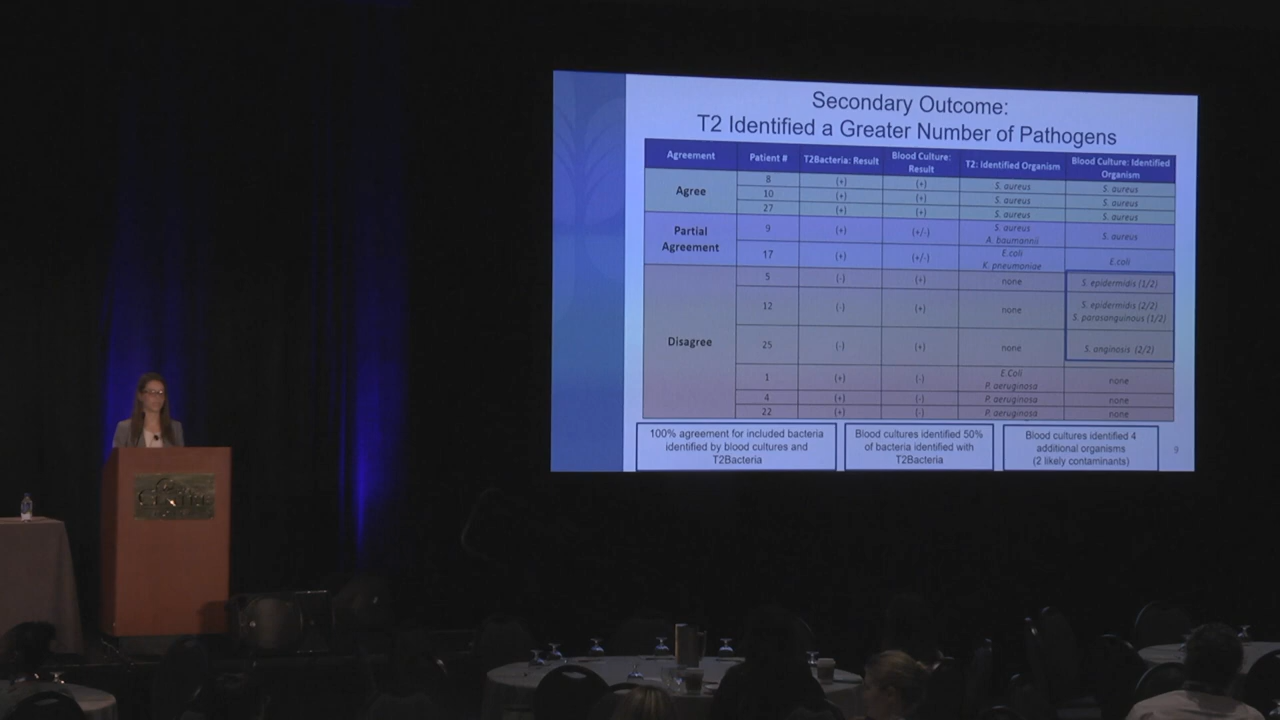 Secondary Outcome:
T2 Identified a Greater Number of Pathogens
Agreement Patient # T2Bacteria: Result Blood Culture: Result T2: Identified Organism Blood Culture: Identified Organism
Agree
8 (+) (+) S. aureus S. aureus
10 (+) (+) S. aureus S. aureus
27 (+) (+) S. aureus S. aureus
Partial Agreement
9 (+) (+/-) S. aureus A. baumannii S. aureus
17 (+) (+/-) E.coli K. pneumoniae E.coli
Disagree
5 (-) (+) none S. epidermidis (1/2)
12 (-) (+) none S. epidermidis (2/2) S. parasanguinous (1/2)
25 (-) (+) none S. anginosis (2/2)
1 (+) (-) E.Coli P. aeruginosa none
4 (+) (-) P. aeruginosa none
22 (+) (-) P. aeruginosa none
100% agreement for included bacteria
identified by blood cultures and
T2Bacteria
Blood cultures identified 50%
of bacteria identified with
T2Bacteria
Blood cultures identified 4
additional organisms
(2 likely contaminants)
9
CENTRE